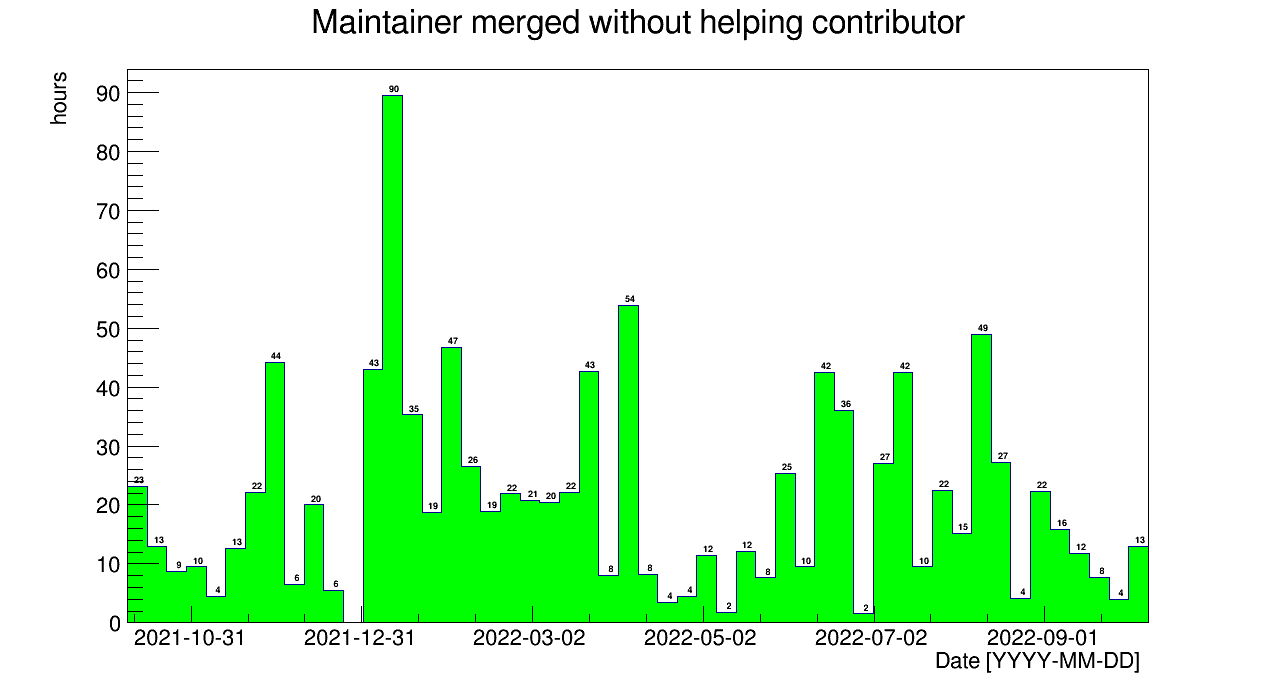 Maintainer merged without helping contributor
hours
90
80
70
60
50
40
30
20
10
0
23 13 9 10 4 13 22 44 6 20 6 43 90 35 19 47 26 19 22 21 20 22 43 8 54 8 4 4 12 2 12 8 25 10 42 36 2 27 42 10 22 15 49 27 4 22 16 12 8 4 13
2021-10-31 2021-12-31 2022-03-02 2022-05-02 2022-07-02 2022-09-01
Date [YYYY-MM-DD]